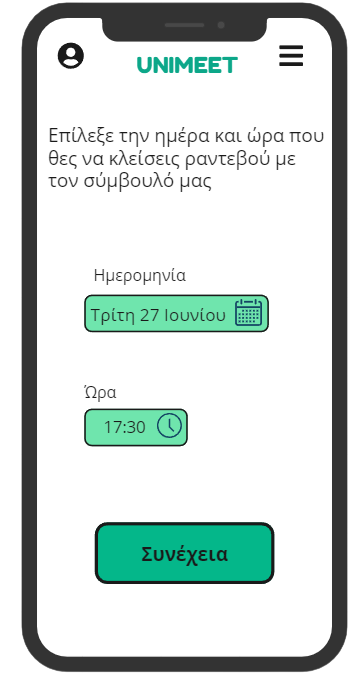 UNIMEET
Επίλεξε την ημέρα και ώρα που
θες να κλείσεις ραντεβού με
τον σύμβουλό μας
Ημερομηνία
Τρίτη 27 Ιουνίου
Ώρα
17:30
Συνέχεια